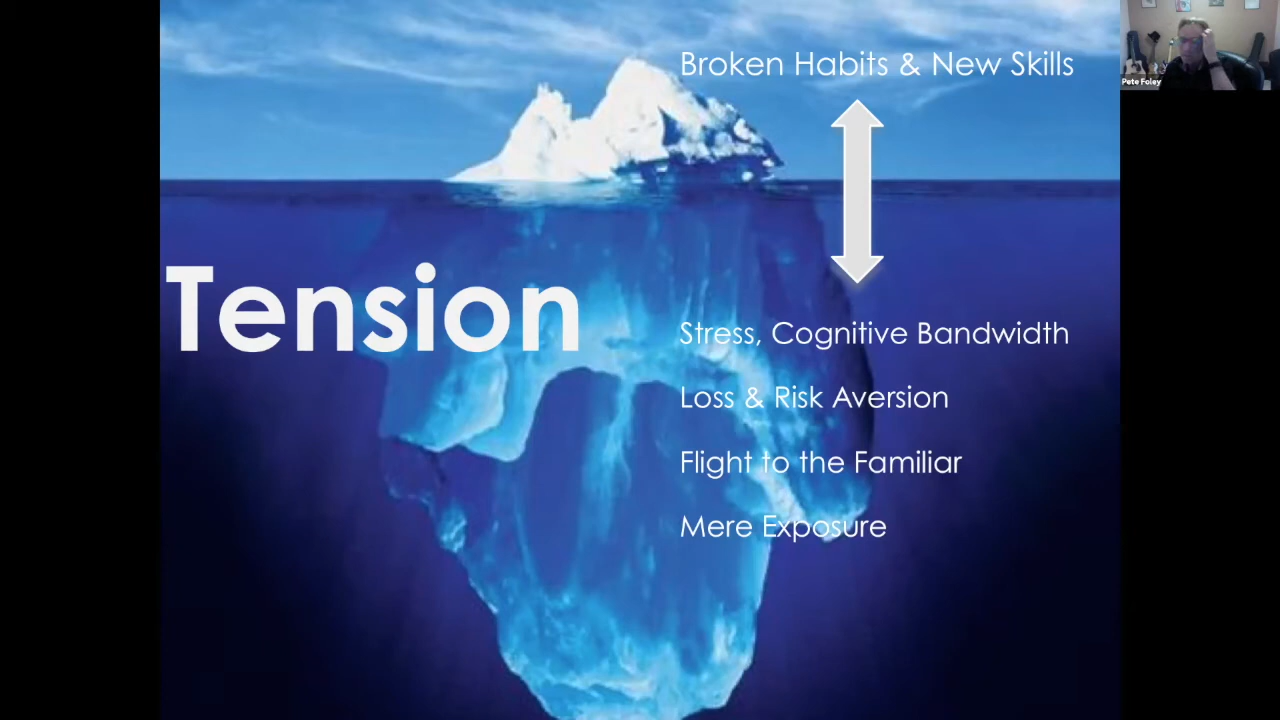 Broken Habits & New Skills
Pete Foley
Tension
Stress, Cognitive Bandwidth
Loss & Risk Aversion
Flight to the Familiar
Mere Exposure